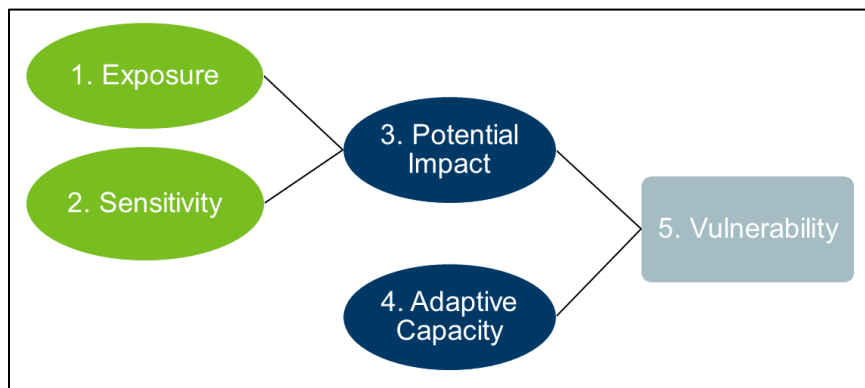 1. Exposure
2. Sensitivity
3. Potential
Impact
4. Adaptive
Capacity
5. Vulnerability